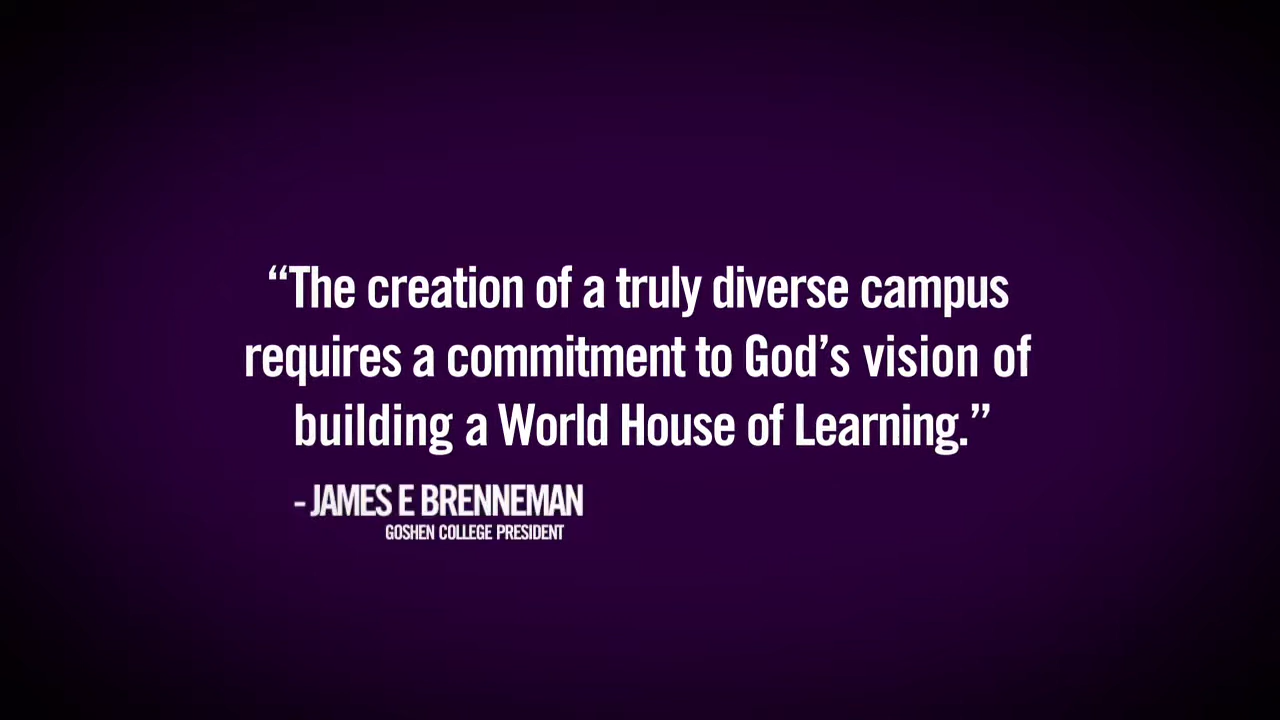 “The creation of a truly diverse campus
requires a commitment to God’s vision of
building a World House of Learning.”
- JAMES E BRENNEMAN
GOSHEN COLLEGE PRESIDENT